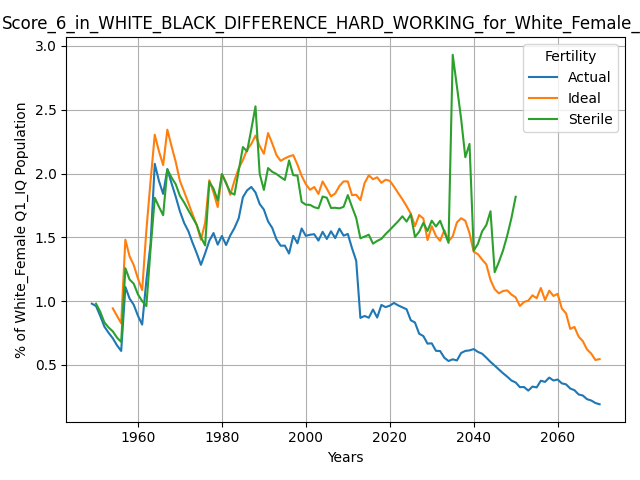 Score_6_in_WHITE_BLACK_DIFFERENCE_HARD_WORKING_for_White_Female_
% of White_Female Q1_IQ Population
3.0
2.5
2.0
1.5
1.0
0.5
Fertility
Actual
Ideal
Sterile
1960
1980
2000
2020
2040
2060
Years